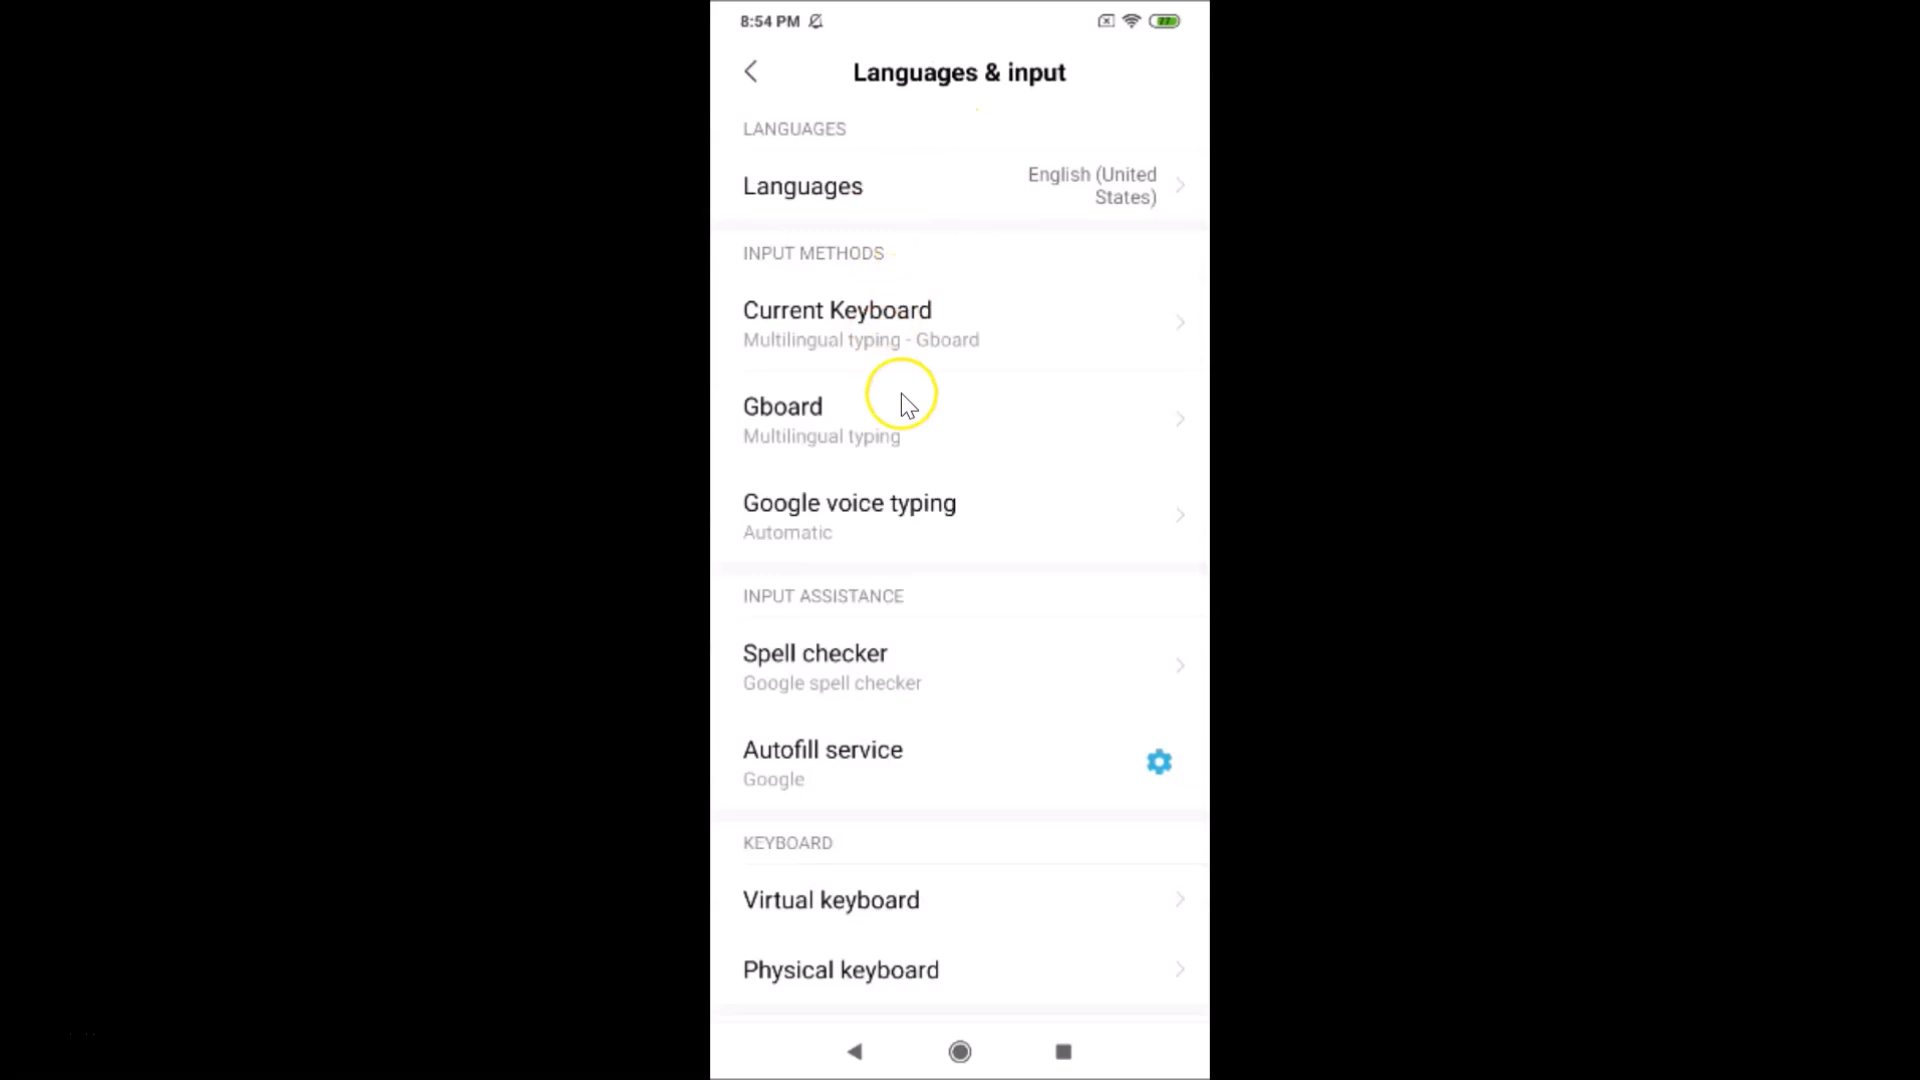 8:54 PM
77
Languages & input
LANGUAGES
Languages
English (United
States)
INPUT METHODS
Current Keyboard
Multilingual typing - Gboard
Gboard
Multilingual typing
Google voice typing
Automatic
INPUT ASSISTANCE
Spell checker
Google spell checker
Autofill service
Google
KEYBOARD
Virtual keyboard
Physical keyboard